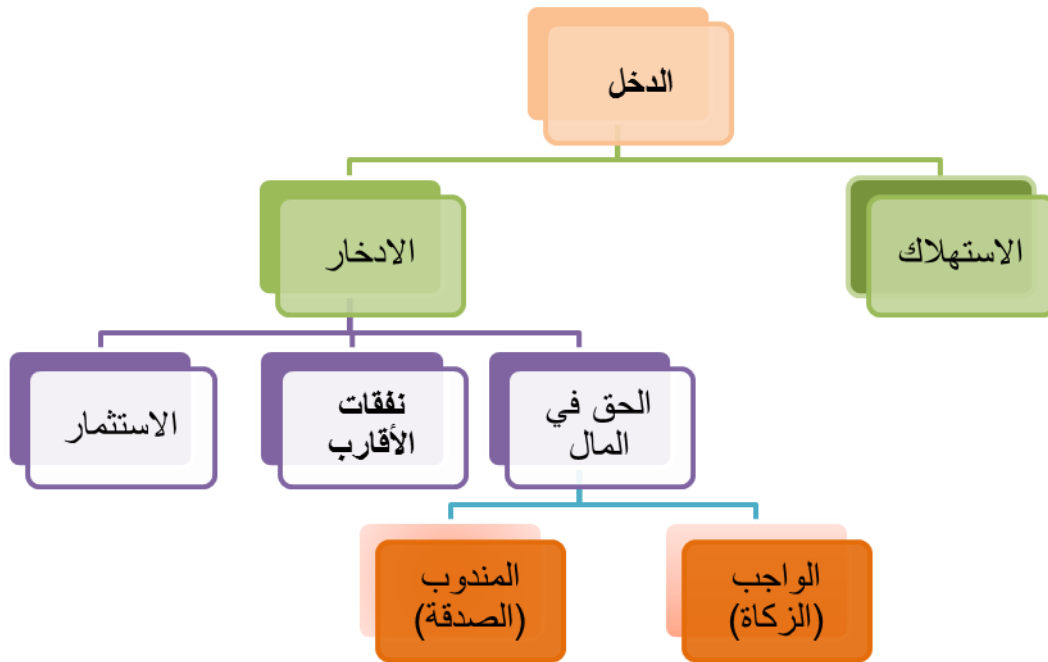 الدخل
الاستهلاك
الادخار
الحق في
المال
نفقات
الأقارب
الاستثمار
الواجب
(الزكاة)
المندوب
(الصدقة)